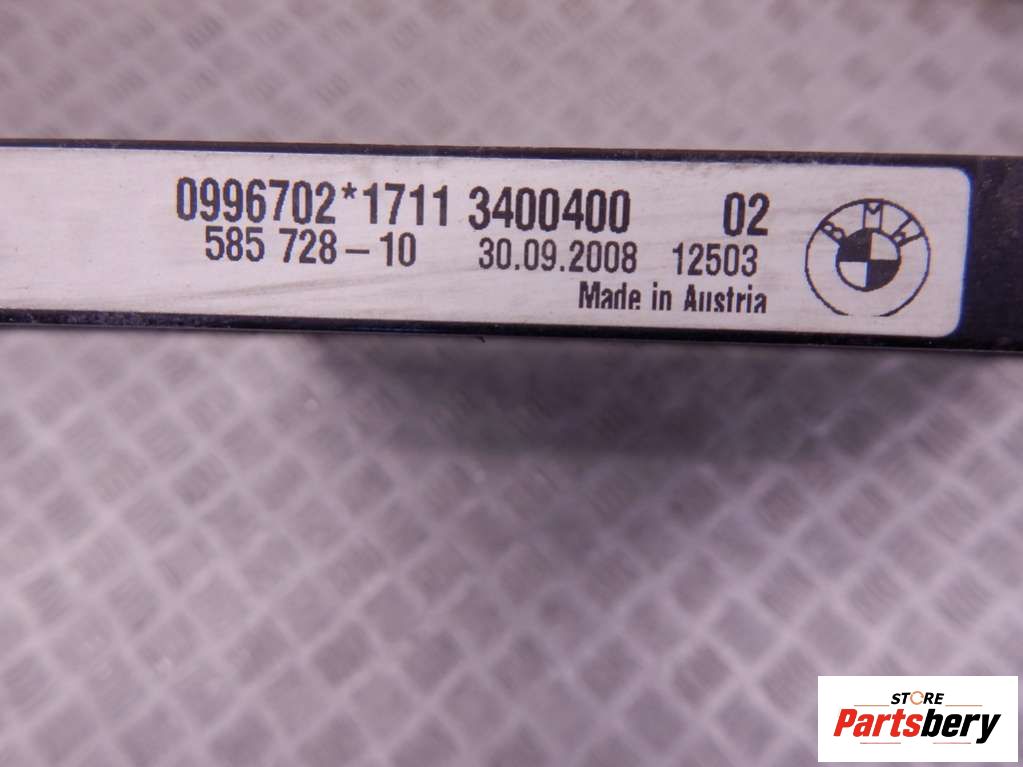 0996702*1711 3400400 02
585 728-10 30.09.2008 12503
Made in Austria
BMW
STORE
Partsbery